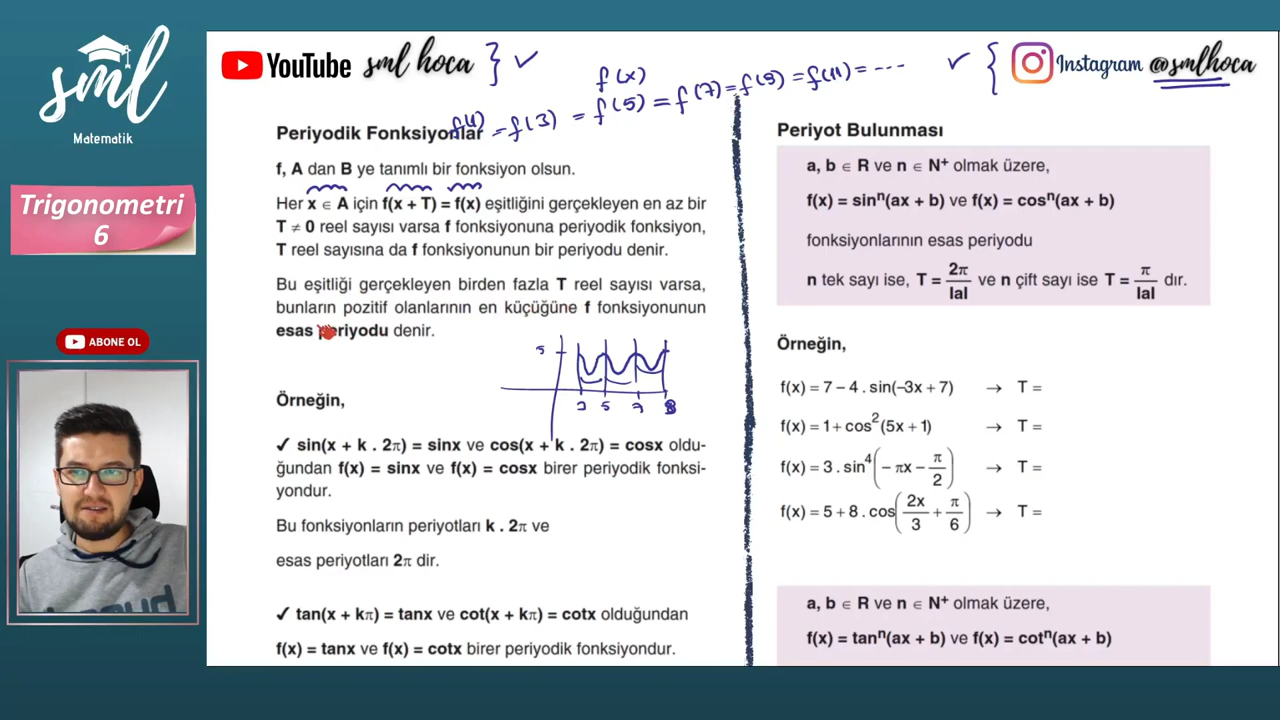 sml
Matematik
Trigonometri
6
ABONE OL
YouTube sml hoca
Instagram @smlhoca
f(x)
f(1) = f(3) = f(5) = f(7) = f(9) = f(11) = ....
Periyodik Fonksiyonlar
f, A dan B ye tanımlı bir fonksiyon olsun.
Her x ∈ A için f(x + T) = f(x) eşitliğini gerçekleyen en az bir
T ≠ 0 reel sayısı varsa f fonksiyonuna periyodik fonksiyon,
T reel sayısına da f fonksiyonunun bir periyodu denir.
Bu eşitliği gerçekleyen birden fazla T reel sayısı varsa,
bunların pozitif olanlarının en küçüğüne f fonksiyonunun
esas periyodu denir.
5
3 5 7
Örneğin,
✓ sin(x + k . 2π) = sinx ve cos(x + k . 2π) = cosx oldu-
ğundan f(x) = sinx ve f(x) = cosx birer periyodik fonksi-
yondur.
Bu fonksiyonların periyotları k . 2π ve
esas periyotları 2π dir.
✓ tan(x + kπ) = tanx ve cot(x + kπ) = cotx olduğundan
f(x) = tanx ve f(x) = cotx birer periyodik fonksiyondur.
Periyot Bulunması
a, b ∈ R ve n ∈ N⁺ olmak üzere,
f(x) = sinⁿ(ax + b) ve f(x) = cosⁿ(ax + b)
fonksiyonlarının esas periyodu
n tek sayı ise, T = 2π/|a| ve n çift sayı ise T = π/|a| dır.
Örneğin,
f(x) = 7 – 4 . sin(–3x + 7) → T =
f(x) = 1 + cos²(5x + 1) → T =
f(x) = 3 . sin⁴(– πx – π/2) → T =
f(x) = 5 + 8 . cos(2x/3 + π/6) → T =
a, b ∈ R ve n ∈ N⁺ olmak üzere,
f(x) = tanⁿ(ax + b) ve f(x) = cotⁿ(ax + b)